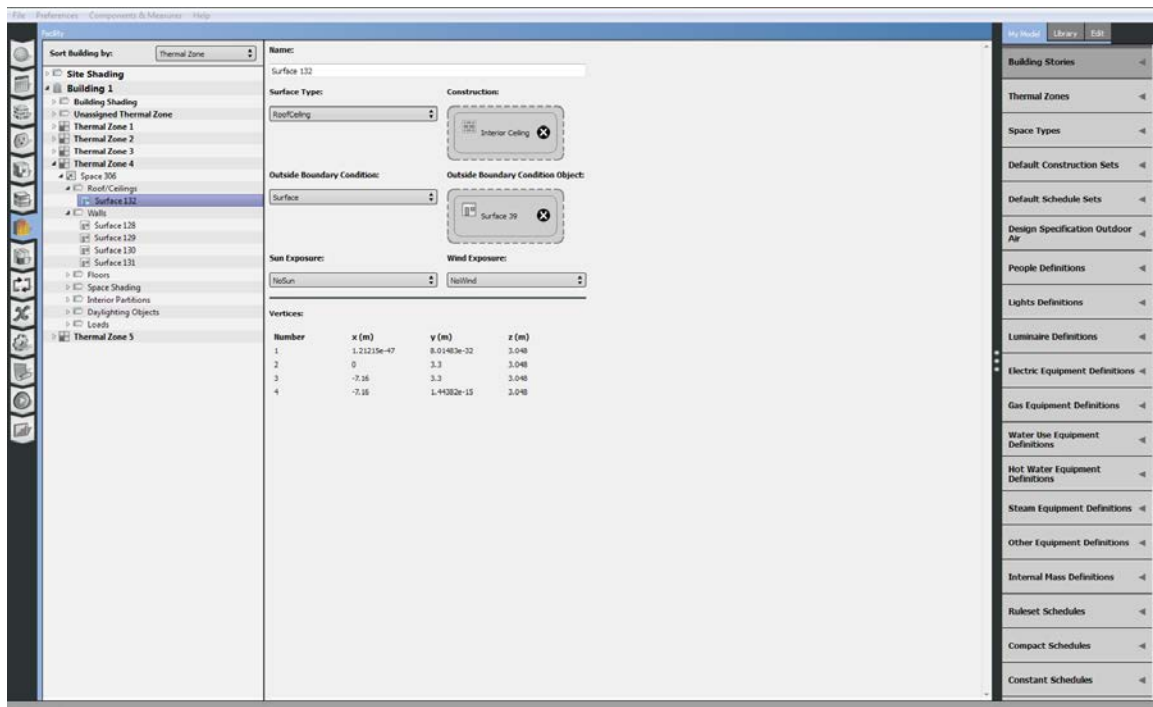 File Preferences Components & Measures Help
Facility
My Model Library Edit
Sort Building by: Thermal Zone
Site Shading
Building 1
Building Shading
Unassigned Thermal Zone
Thermal Zone 1
Thermal Zone 2
Thermal Zone 3
Thermal Zone 4
Space 306
Roof/Ceilings
Surface 132
Walls
Surface 128
Surface 129
Surface 130
Surface 131
Floors
Space Shading
Interior Partitions
Daylighting Objects
Loads
Thermal Zone 5
Name:
Surface 132
Surface Type: Construction:
RoofCeiling Interior Ceiling
Outside Boundary Condition: Outside Boundary Condition Object:
Surface Surface 39
Sun Exposure: Wind Exposure:
NoSun NoWind
Vertices:
Number x (m) y (m) z (m)
1 1.21215e-47 8.01483e-32 3.048
2 0 3.3 3.048
3 -7.16 3.3 3.048
4 -7.16 1.44382e-15 3.048
Building Stories
Thermal Zones
Space Types
Default Construction Sets
Default Schedule Sets
Design Specification Outdoor
Air
People Definitions
Lights Definitions
Luminaire Definitions
Electric Equipment Definitions
Gas Equipment Definitions
Water Use Equipment
Definitions
Hot Water Equipment
Definitions
Steam Equipment Definitions
Other Equipment Definitions
Internal Mass Definitions
Ruleset Schedules
Compact Schedules
Constant Schedules